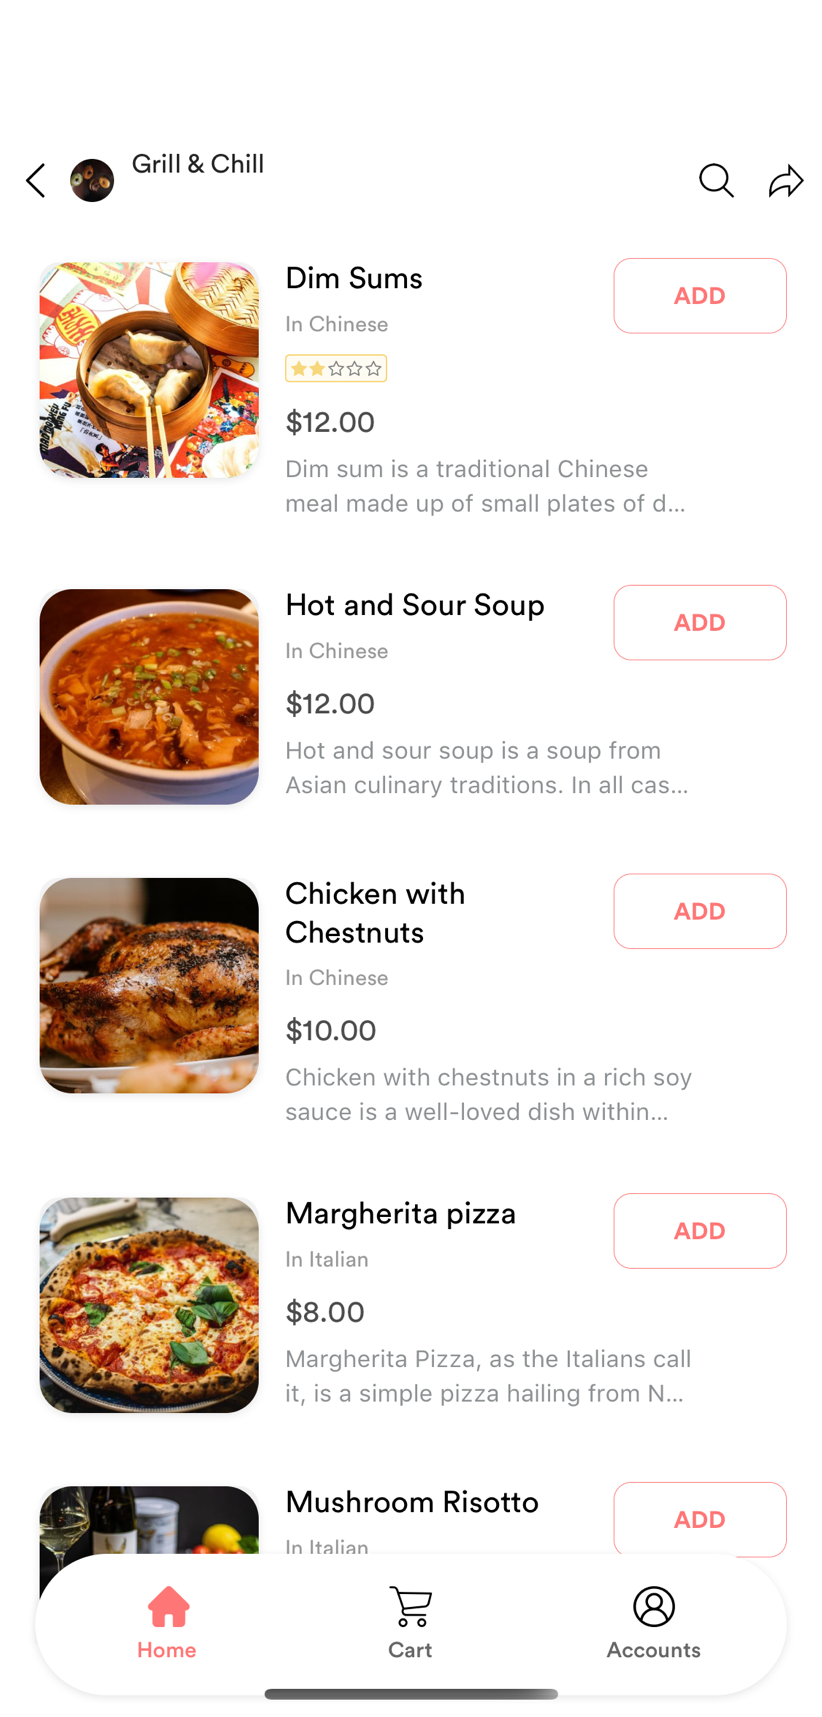 Grill & Chill
Dim Sums
ADD
In Chinese
$12.00
Dim sum is a traditional Chinese
meal made up of small plates of d...
Hot and Sour Soup
ADD
In Chinese
$12.00
Hot and sour soup is a soup from
Asian culinary traditions. In all cas...
Chicken with
Chestnuts
ADD
In Chinese
$10.00
Chicken with chestnuts in a rich soy
sauce is a well-loved dish within...
Margherita pizza
ADD
In Italian
$8.00
Margherita Pizza, as the Italians call
it, is a simple pizza hailing from N...
Mushroom Risotto
ADD
In Italian
Home
Cart
Accounts